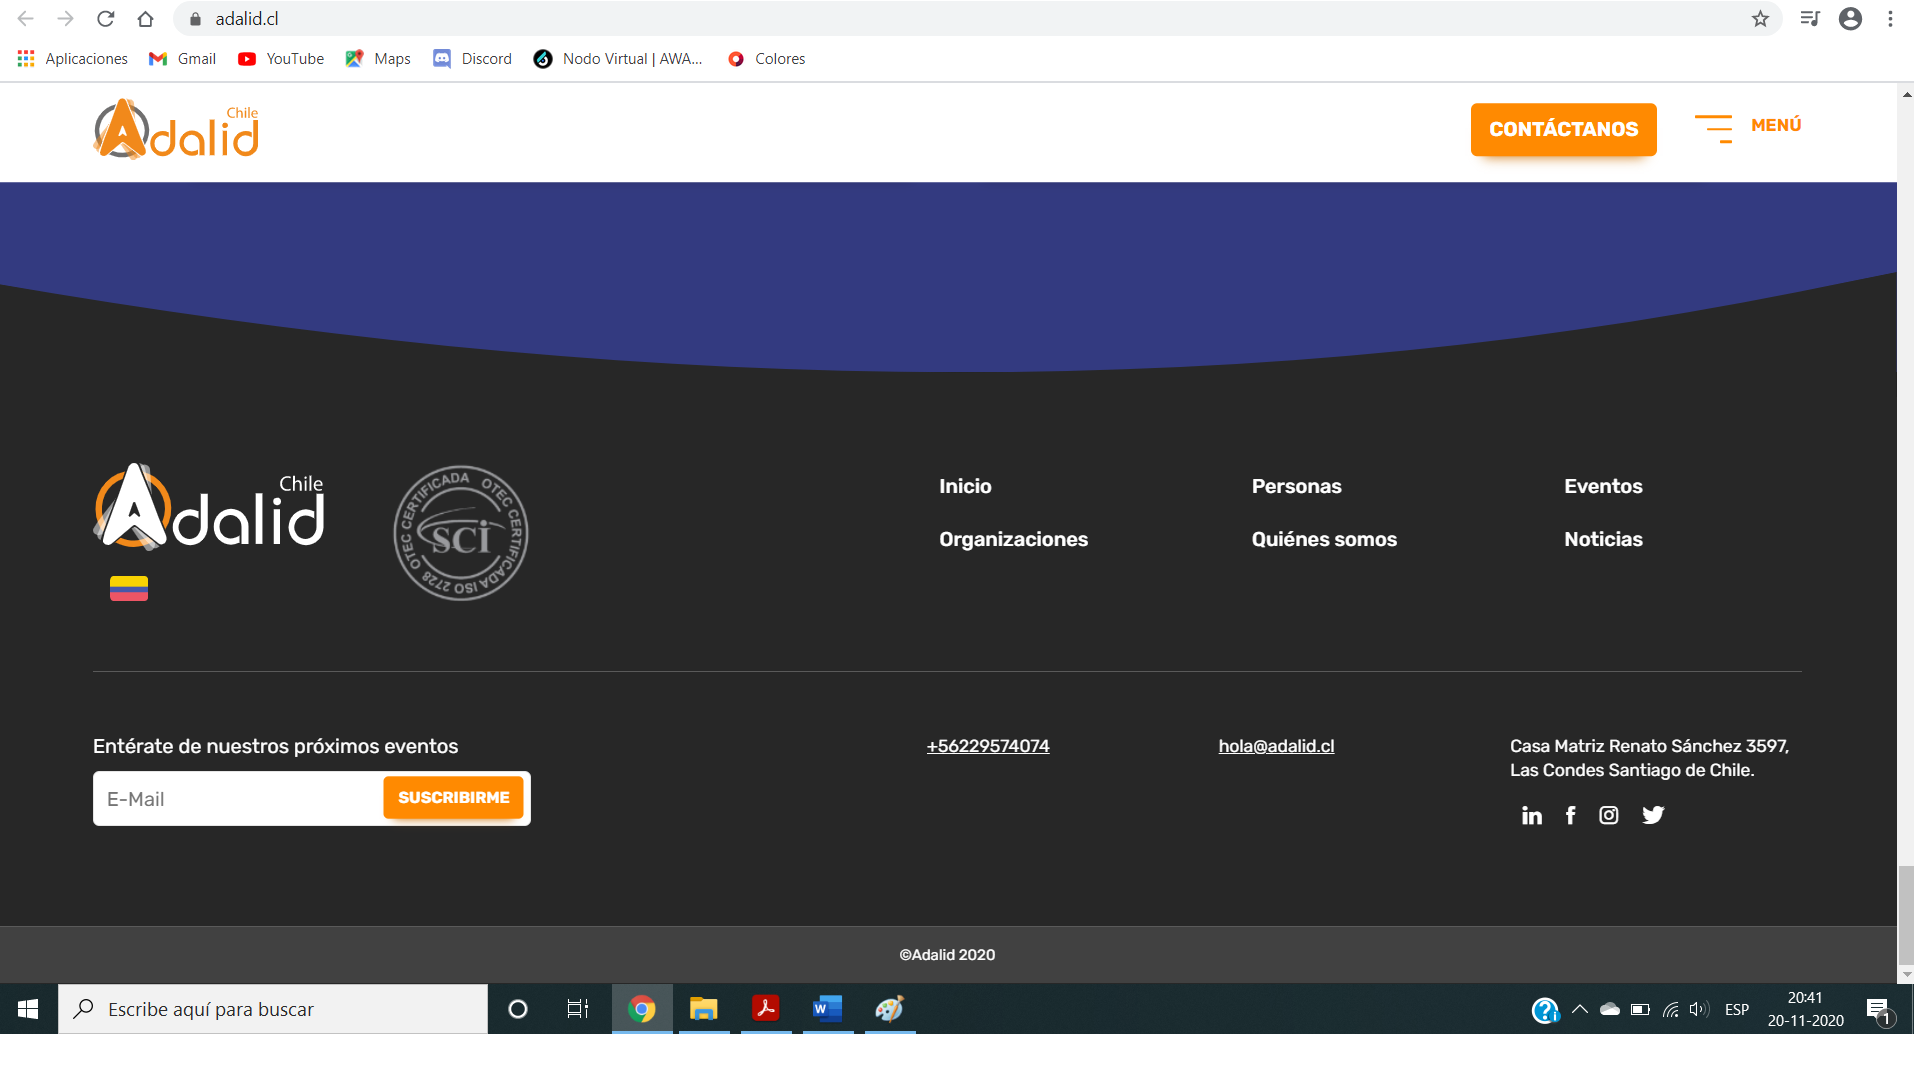 adalid.cl
Aplicaciones Gmail YouTube Maps Discord Nodo Virtual | AWA... Colores
Chile
Adalid
CONTÁCTANOS
MENÚ
Chile
Adalid
OTEC CERTIFICADA OTEC CERTIFICADA ISO 2728
SCI
Inicio Personas Eventos
Organizaciones Quiénes somos Noticias
Entérate de nuestros próximos eventos
E-Mail SUSCRIBIRME
+56229574074
hola@adalid.cl
Casa Matriz Renato Sánchez 3597,
Las Condes Santiago de Chile.
©Adalid 2020
Escribe aquí para buscar
ESP
20:41
20-11-2020
1